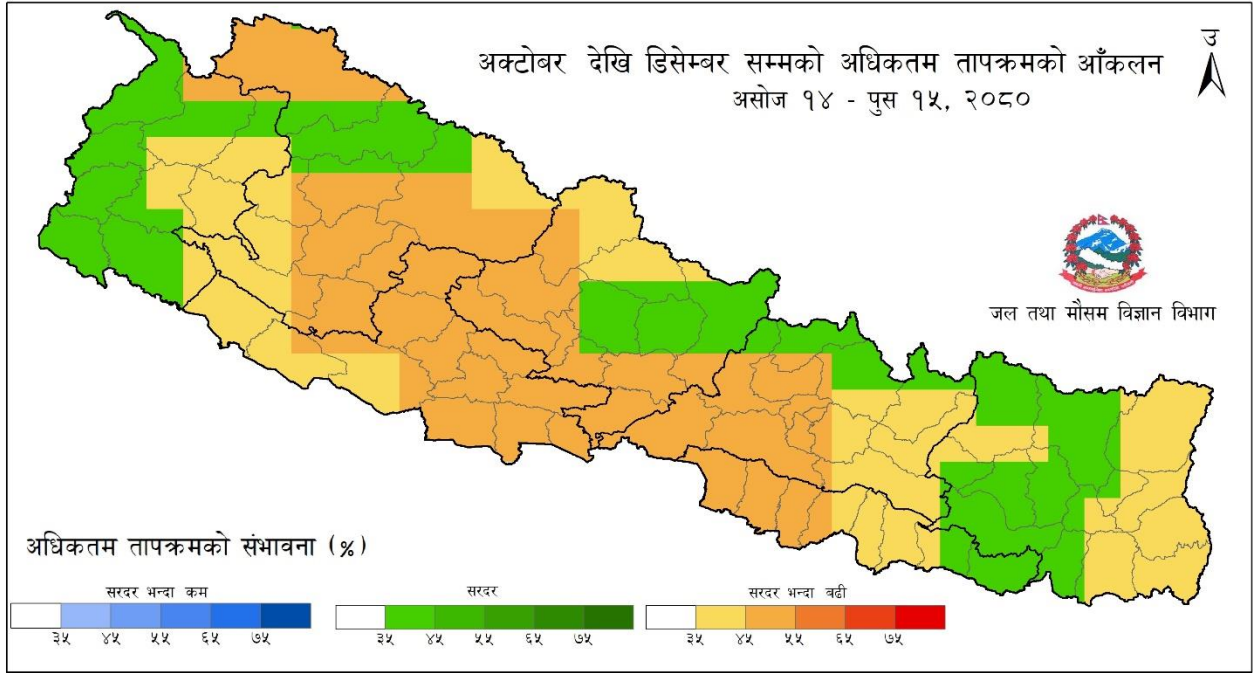 अक्टोबर देखि डिसेम्बर सम्मको अधिकतम तापक्रमको आँकलन
असोज १४ - पुस १५, २०८०
उ
जल तथा मौसम विज्ञान विभाग
अधिकतम तापक्रमको संभावना (%)
सरदर भन्दा कम
३५ ४५ ५५ ६५ ७५
सरदर
३५ ४५ ५५ ६५ ७५
सरदर भन्दा बढी
३५ ४५ ५५ ६५ ७५